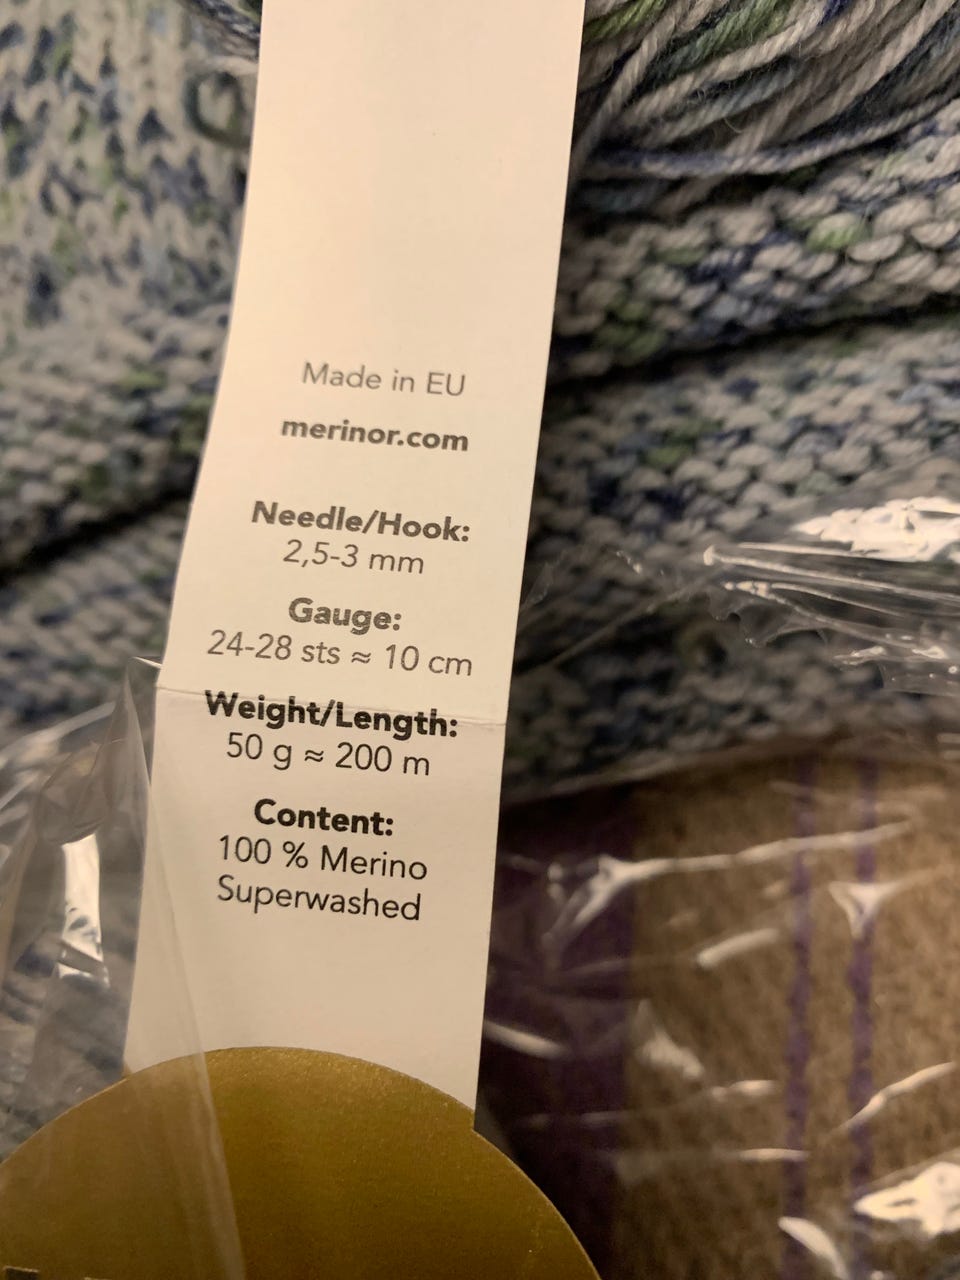 Made in EU
merinor.com
Needle/Hook:
2,5-3 mm
Gauge:
24-28 sts ≈ 10 cm
Weight/Length:
50 g ≈ 200 m
Content:
100 % Merino
Superwashed